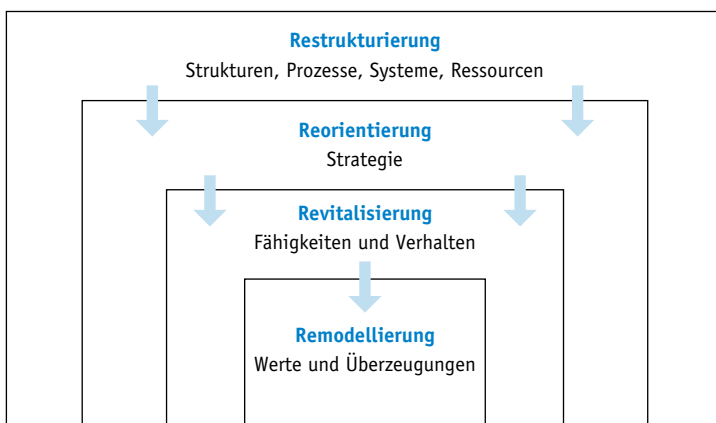 Restrukturierung
Strukturen, Prozesse, Systeme, Ressourcen
Reorientierung
Strategie
Revitalisierung
Fähigkeiten und Verhalten
Remodellierung
Werte und Überzeugungen